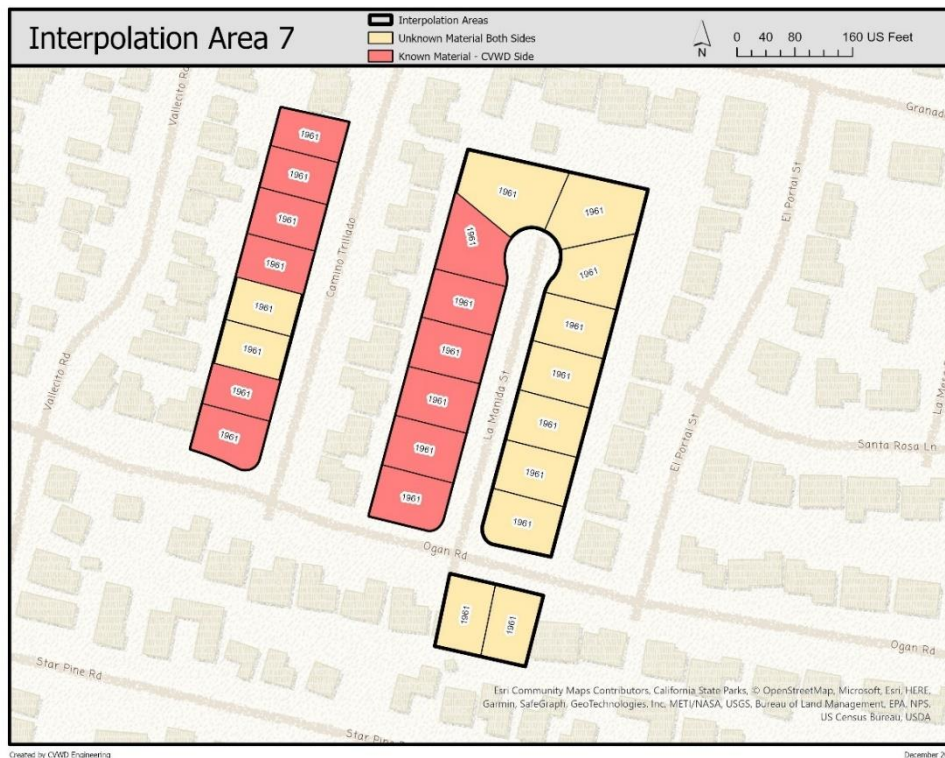 Interpolation Area 7
Interpolation Areas
Unknown Material Both Sides
Known Material - CVWD Side
N
0 40 80 160 US Feet
Vallecito Rd
Granad
1961
1961
1961
1961
1961
1961
1961
1961
Camino Trillado
El Portal St
1961
1961
1961
1961
1961
1961
1961
1961
1961
1961
1961
1961
1961
1961
La Manida St
Vallecito Rd
El Portal St
La Mesa
Santa Rosa Ln
Ogan Rd
1961
1961
Ogan Rd
Star Pine Rd
Star Pine
Esri Community Maps Contributors, California State Parks, © OpenStreetMap, Microsoft, Esri, HERE,
Garmin, SafeGraph, GeoTechnologies, Inc, METI/NASA, USGS, Bureau of Land Management, EPA, NPS,
US Census Bureau, USDA
Created by CVWD Engineering
December 20